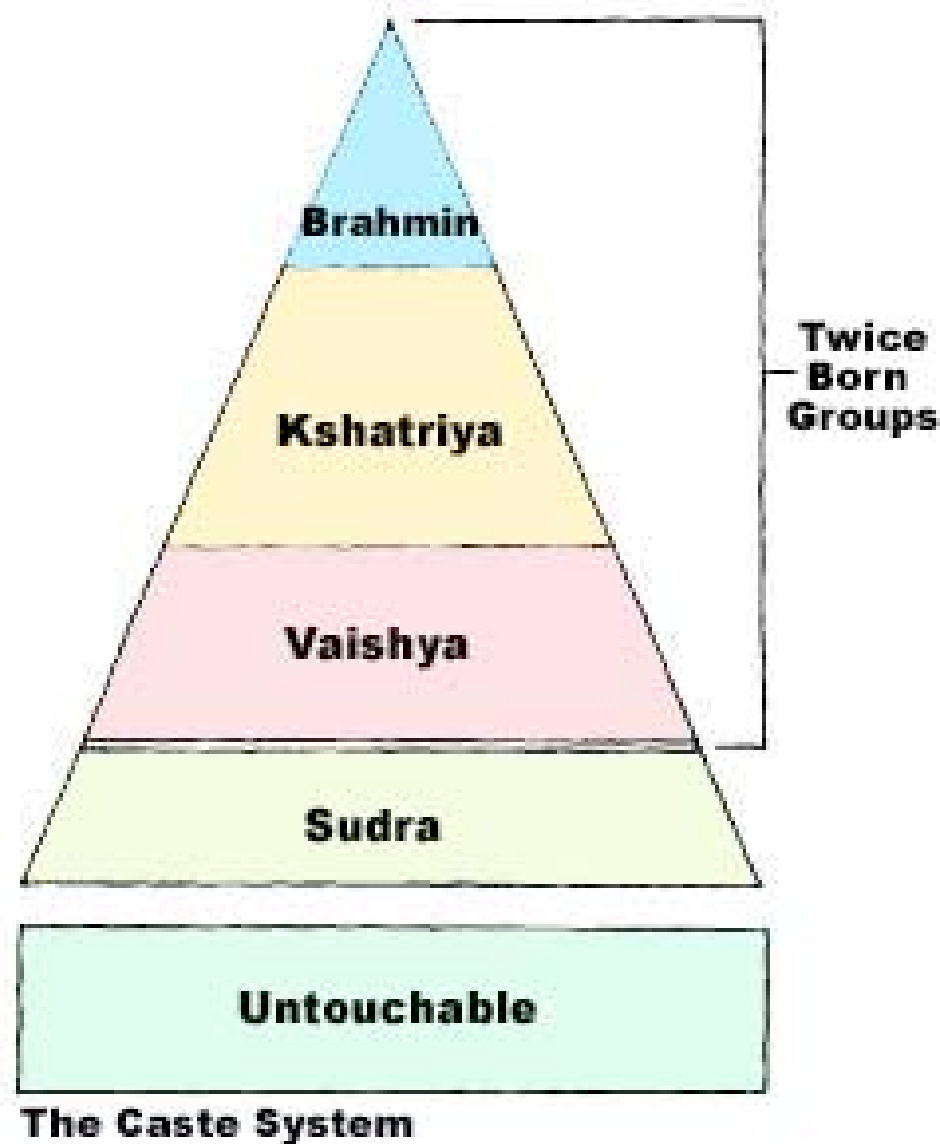 Brahmin
Kshatriya
Twice
Born
Groups
Vaishya
Sudra
Untouchable
The Caste System